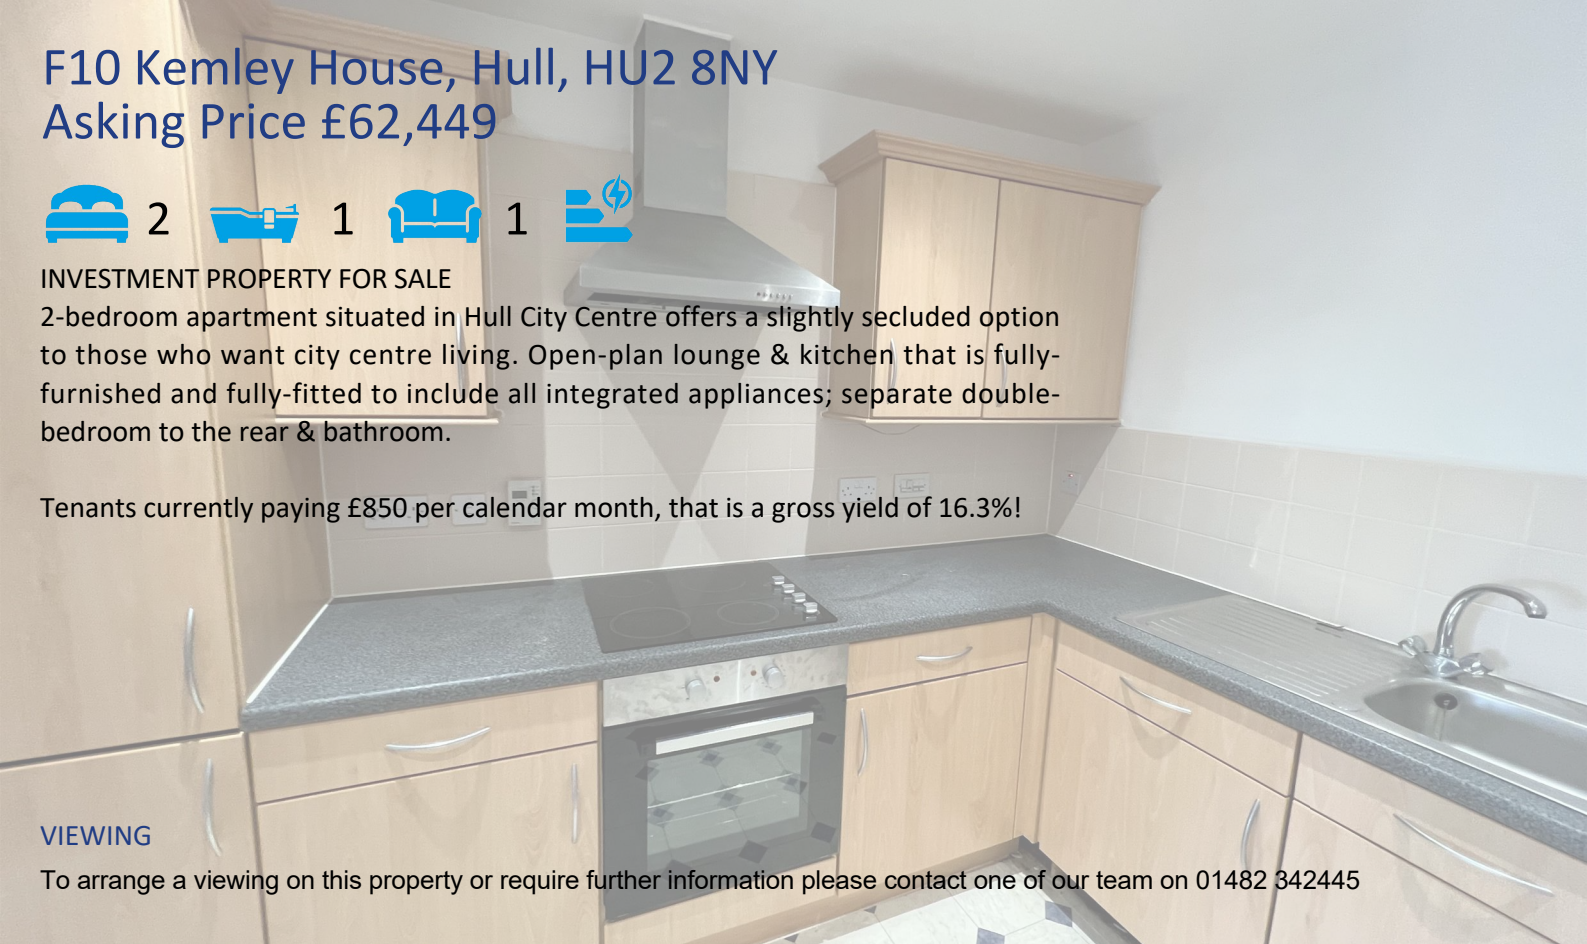 F10 Kemley House, Hull, HU2 8NY
Asking Price £62,449
2 1 1
INVESTMENT PROPERTY FOR SALE
2-bedroom apartment situated in Hull City Centre offers a slightly secluded option
to those who want city centre living. Open-plan lounge & kitchen that is fully-
furnished and fully-fitted to include all integrated appliances; separate double-
bedroom to the rear & bathroom.
Tenants currently paying £850 per calendar month, that is a gross yield of 16.3%!
VIEWING
To arrange a viewing on this property or require further information please contact one of our team on 01482 342445